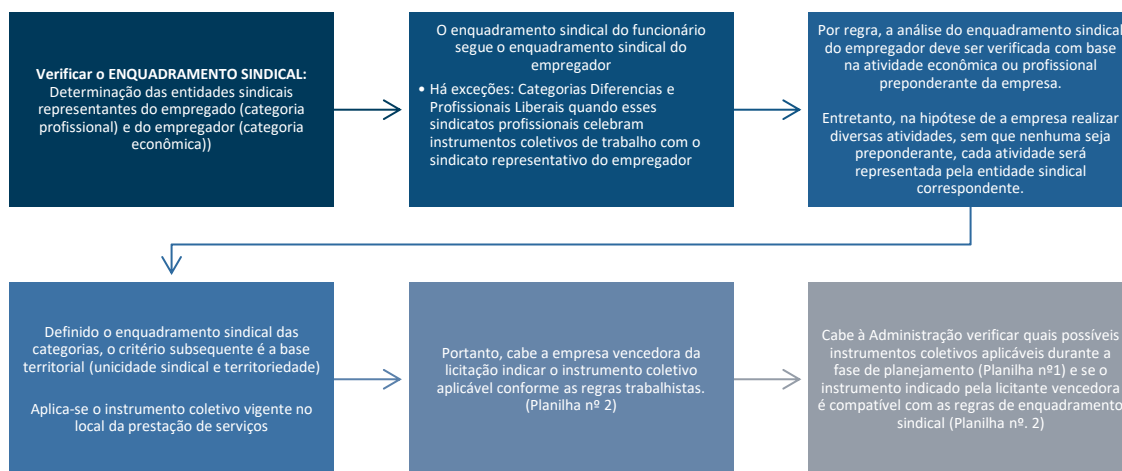 Verificar o ENQUADRAMENTO SINDICAL:
Determinação das entidades sindicais
representantes do empregado (categoria
profissional) e do empregador (categoria
econômica))
O enquadramento sindical do funcionário
segue o enquadramento sindical do
empregador
• Há exceções: Categorias Diferencias e
Profissionais Liberais quando esses
sindicatos profissionais celebram
instrumentos coletivos de trabalho com o
sindicato representativo do empregador
Por regra, a análise do enquadramento sindical
do empregador deve ser verificada com base
na atividade econômica ou profissional
preponderante da empresa.
Entretanto, na hipótese de a empresa realizar
diversas atividades, sem que nenhuma seja
preponderante, cada atividade será
representada pela entidade sindical
correspondente.
Definido o enquadramento sindical das
categorias, o critério subsequente é a base
territorial (unicidade sindical e territoriedade)
Aplica-se o instrumento coletivo vigente no
local da prestação de serviços
Portanto, cabe a empresa vencedora da
licitação indicar o instrumento coletivo
aplicável conforme as regras trabalhistas.
(Planilha nº 2)
Cabe à Administração verificar quais possíveis
instrumentos coletivos aplicáveis durante a
fase de planejamento (Planilha nº1) e se o
instrumento indicado pela licitante vencedora
é compatível com as regras de enquadramento
sindical (Planilha nº. 2)